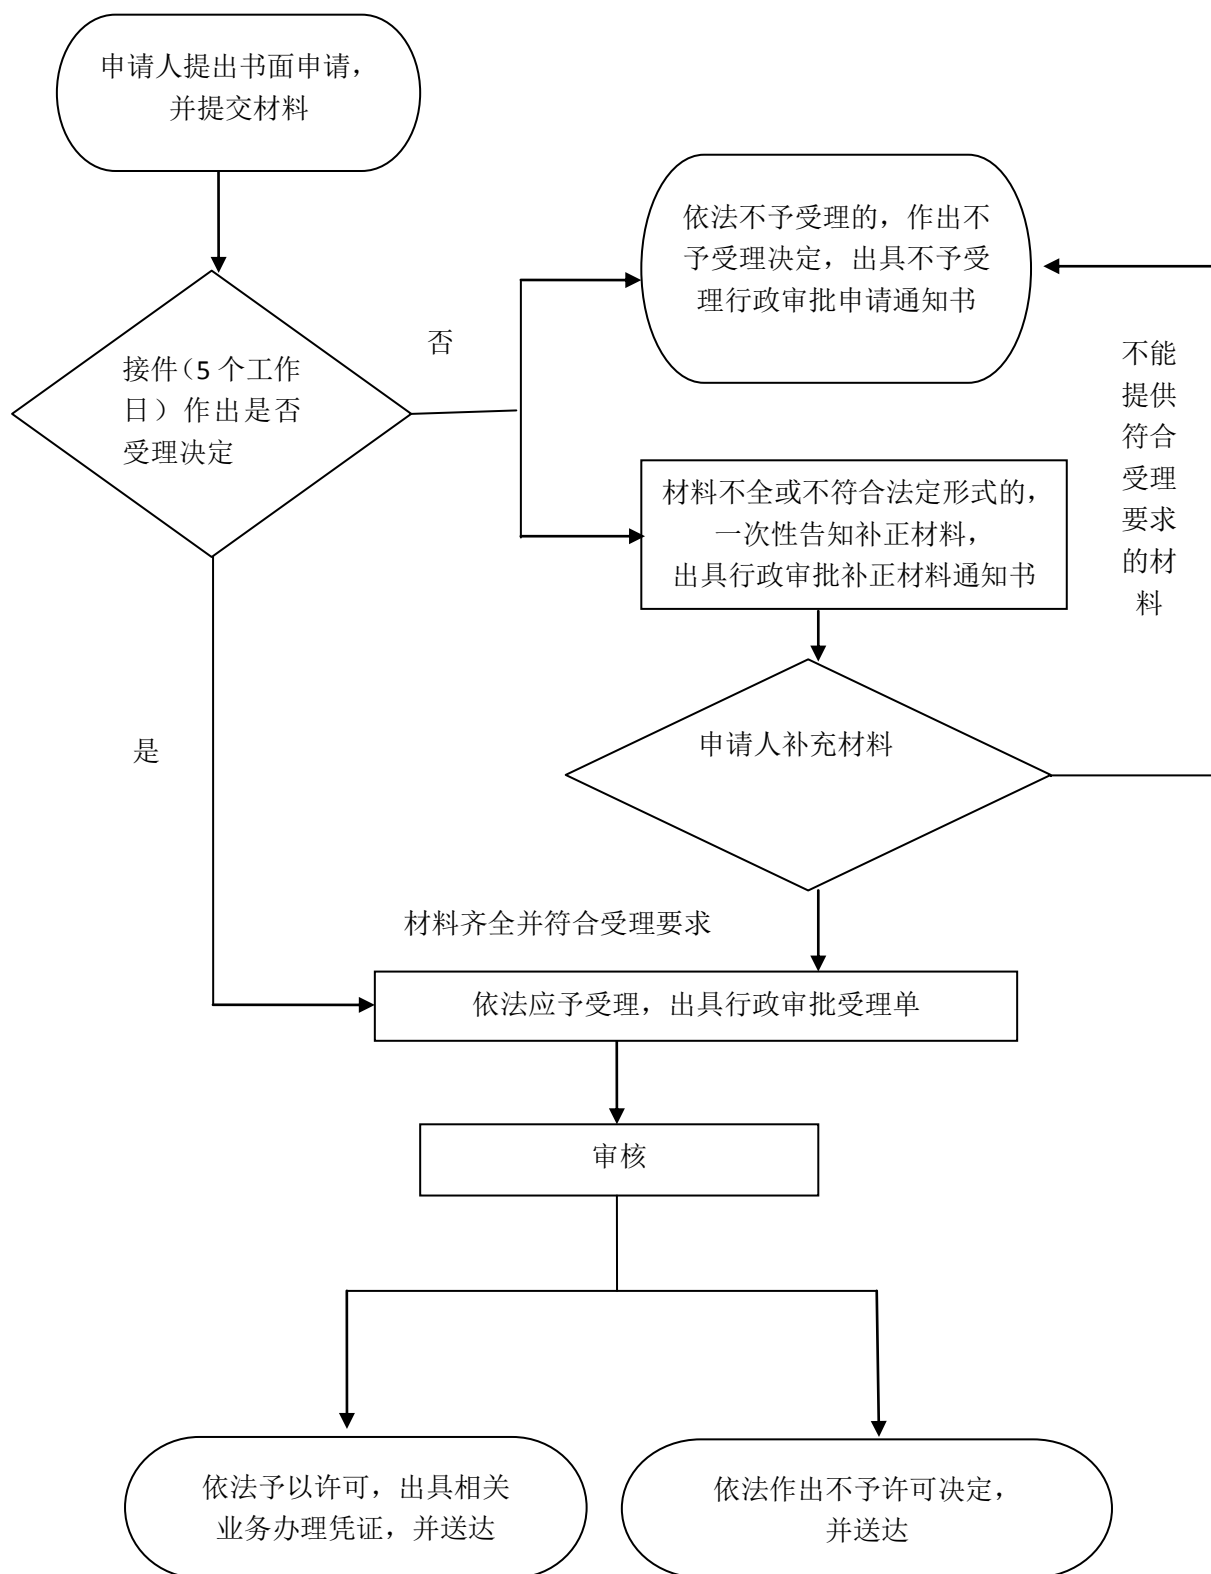 申请人提出书面申请，
并提交材料
依法不予受理的，作出不
予受理决定，出具不予受
理行政审批申请通知书
否
接件（5 个工作
日）作出是否
受理决定
不能
提供
符合
受理
要求
的材
料
材料不全或不符合法定形式的，
一次性告知补正材料，
出具行政审批补正材料通知书
申请人补充材料
是
材料齐全并符合受理要求
依法应予受理，出具行政审批受理单
审核
依法予以许可，出具相关
业务办理凭证，并送达
依法作出不予许可决定，
并送达